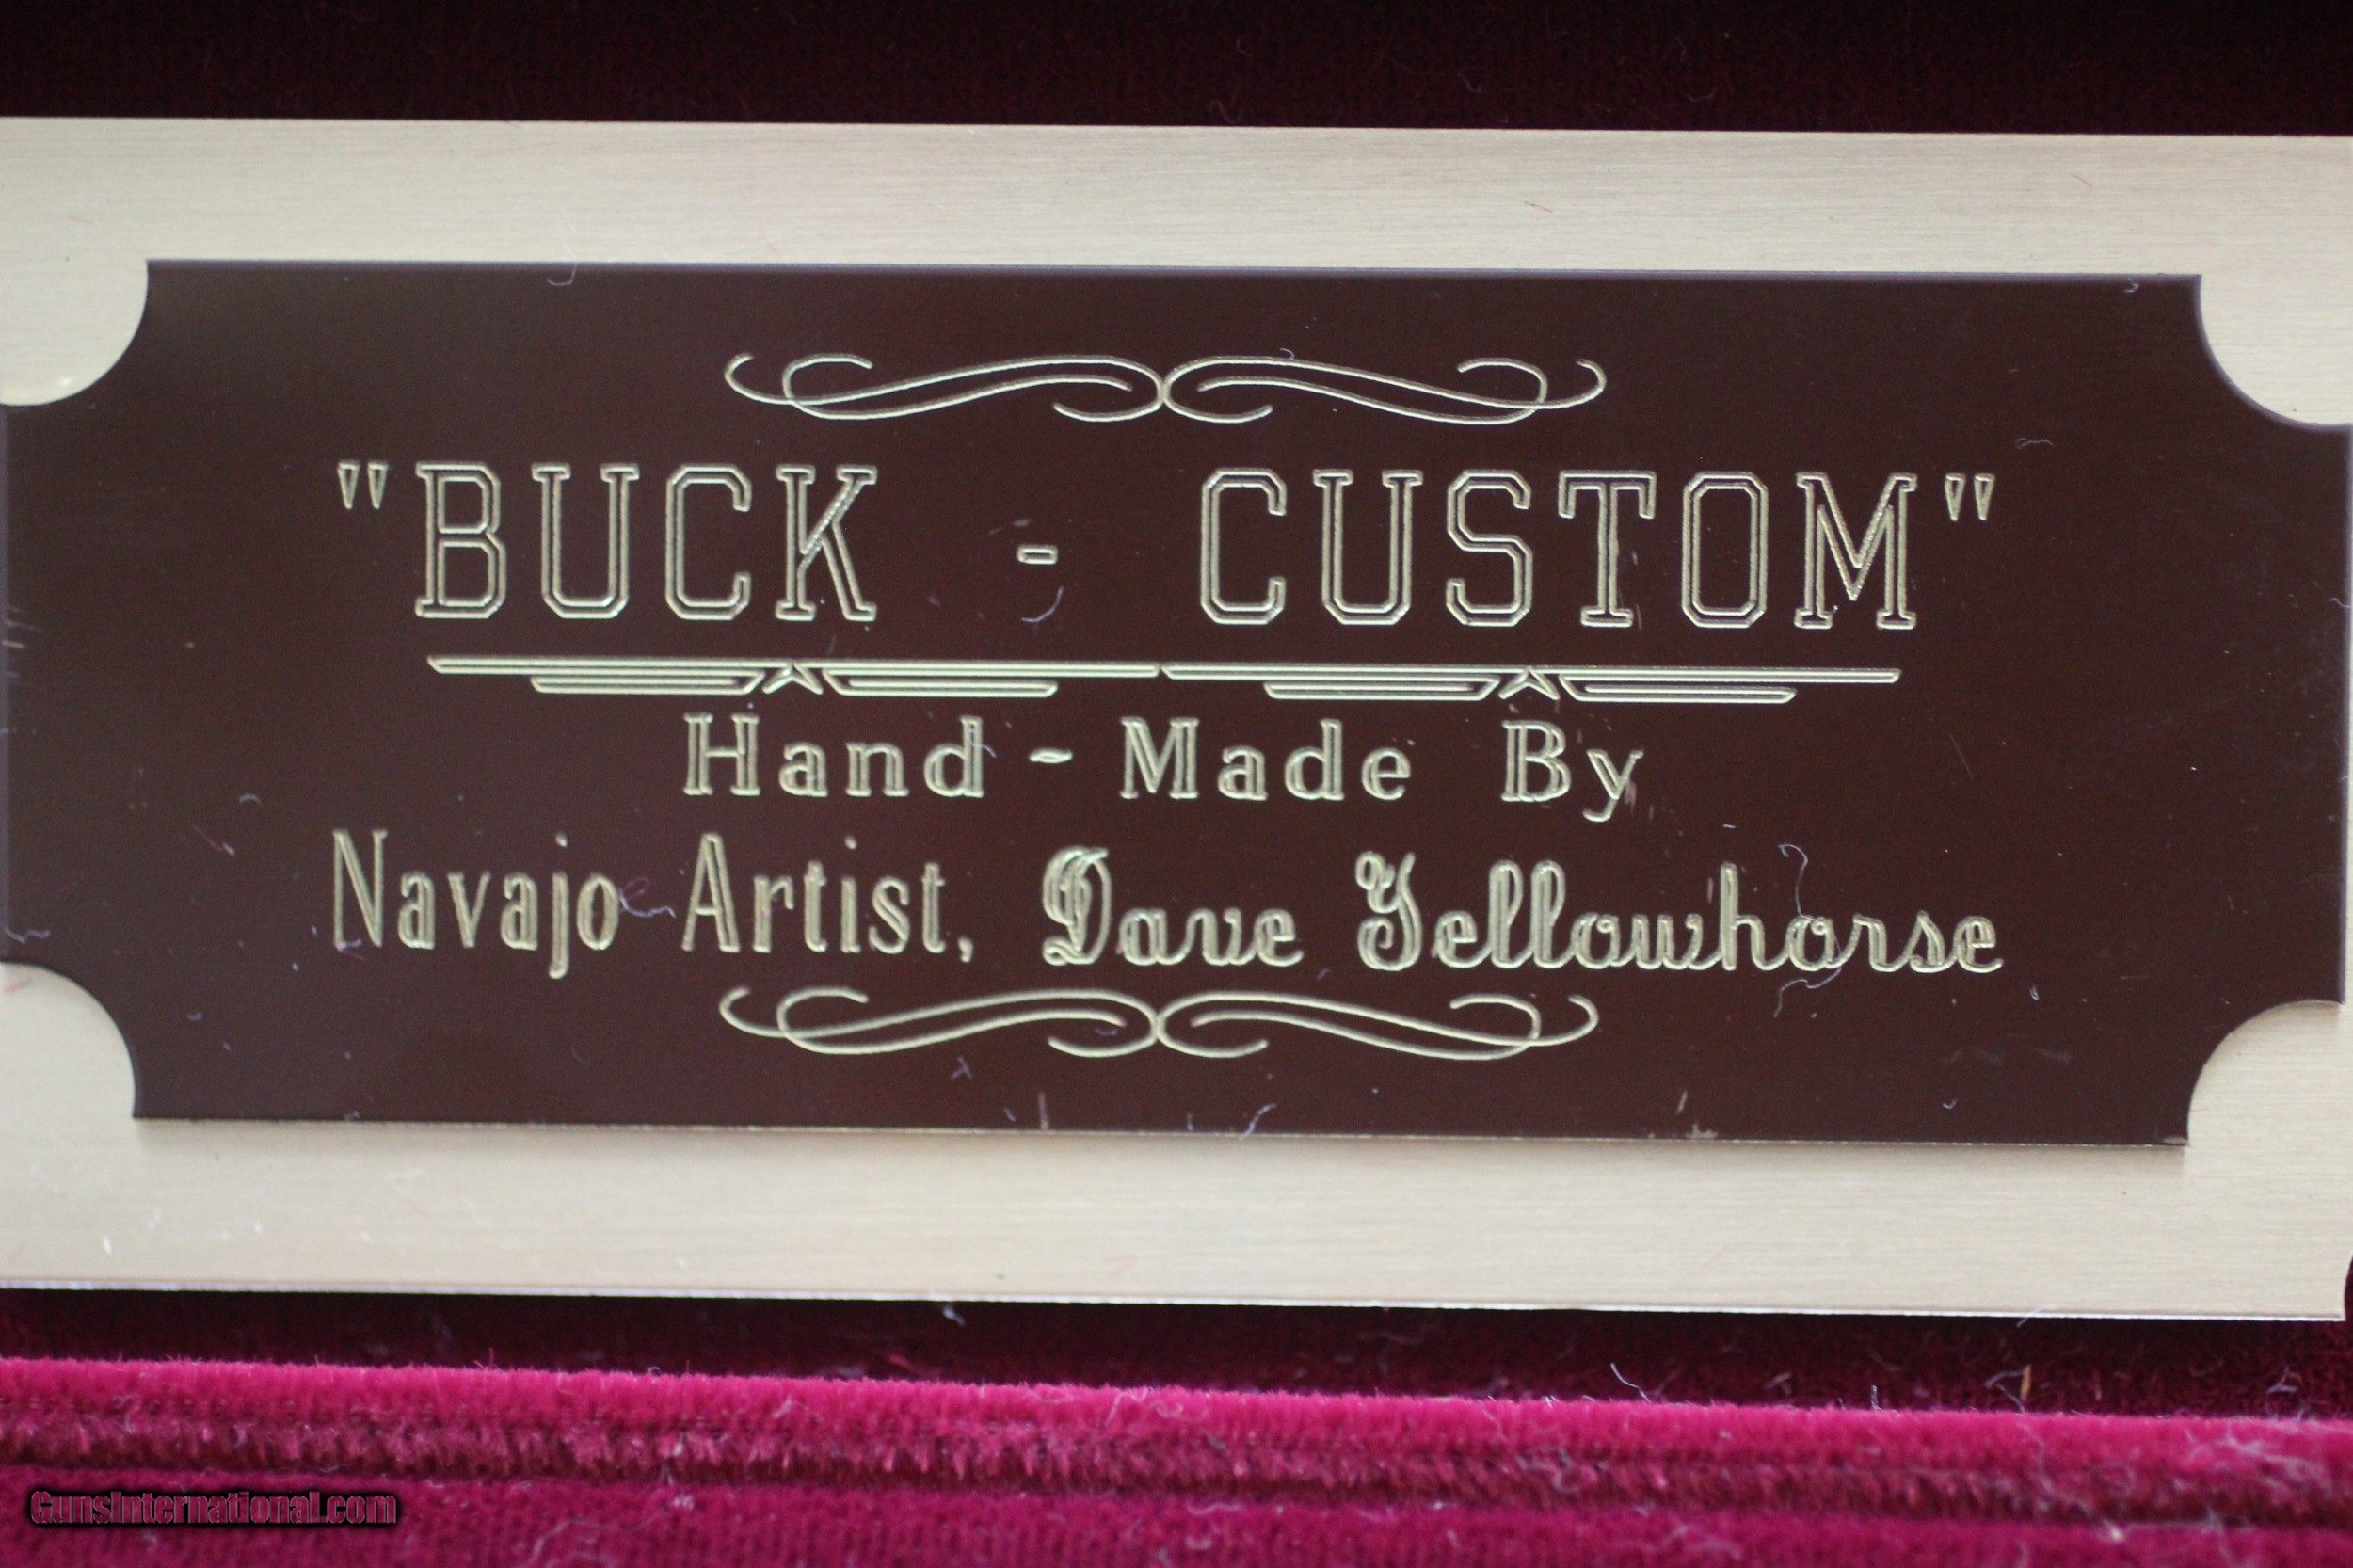 "BUCK - CUSTOM"
Hand - Made By
Navajo Artist, Dave Yellowhorse
GunsInternational.com